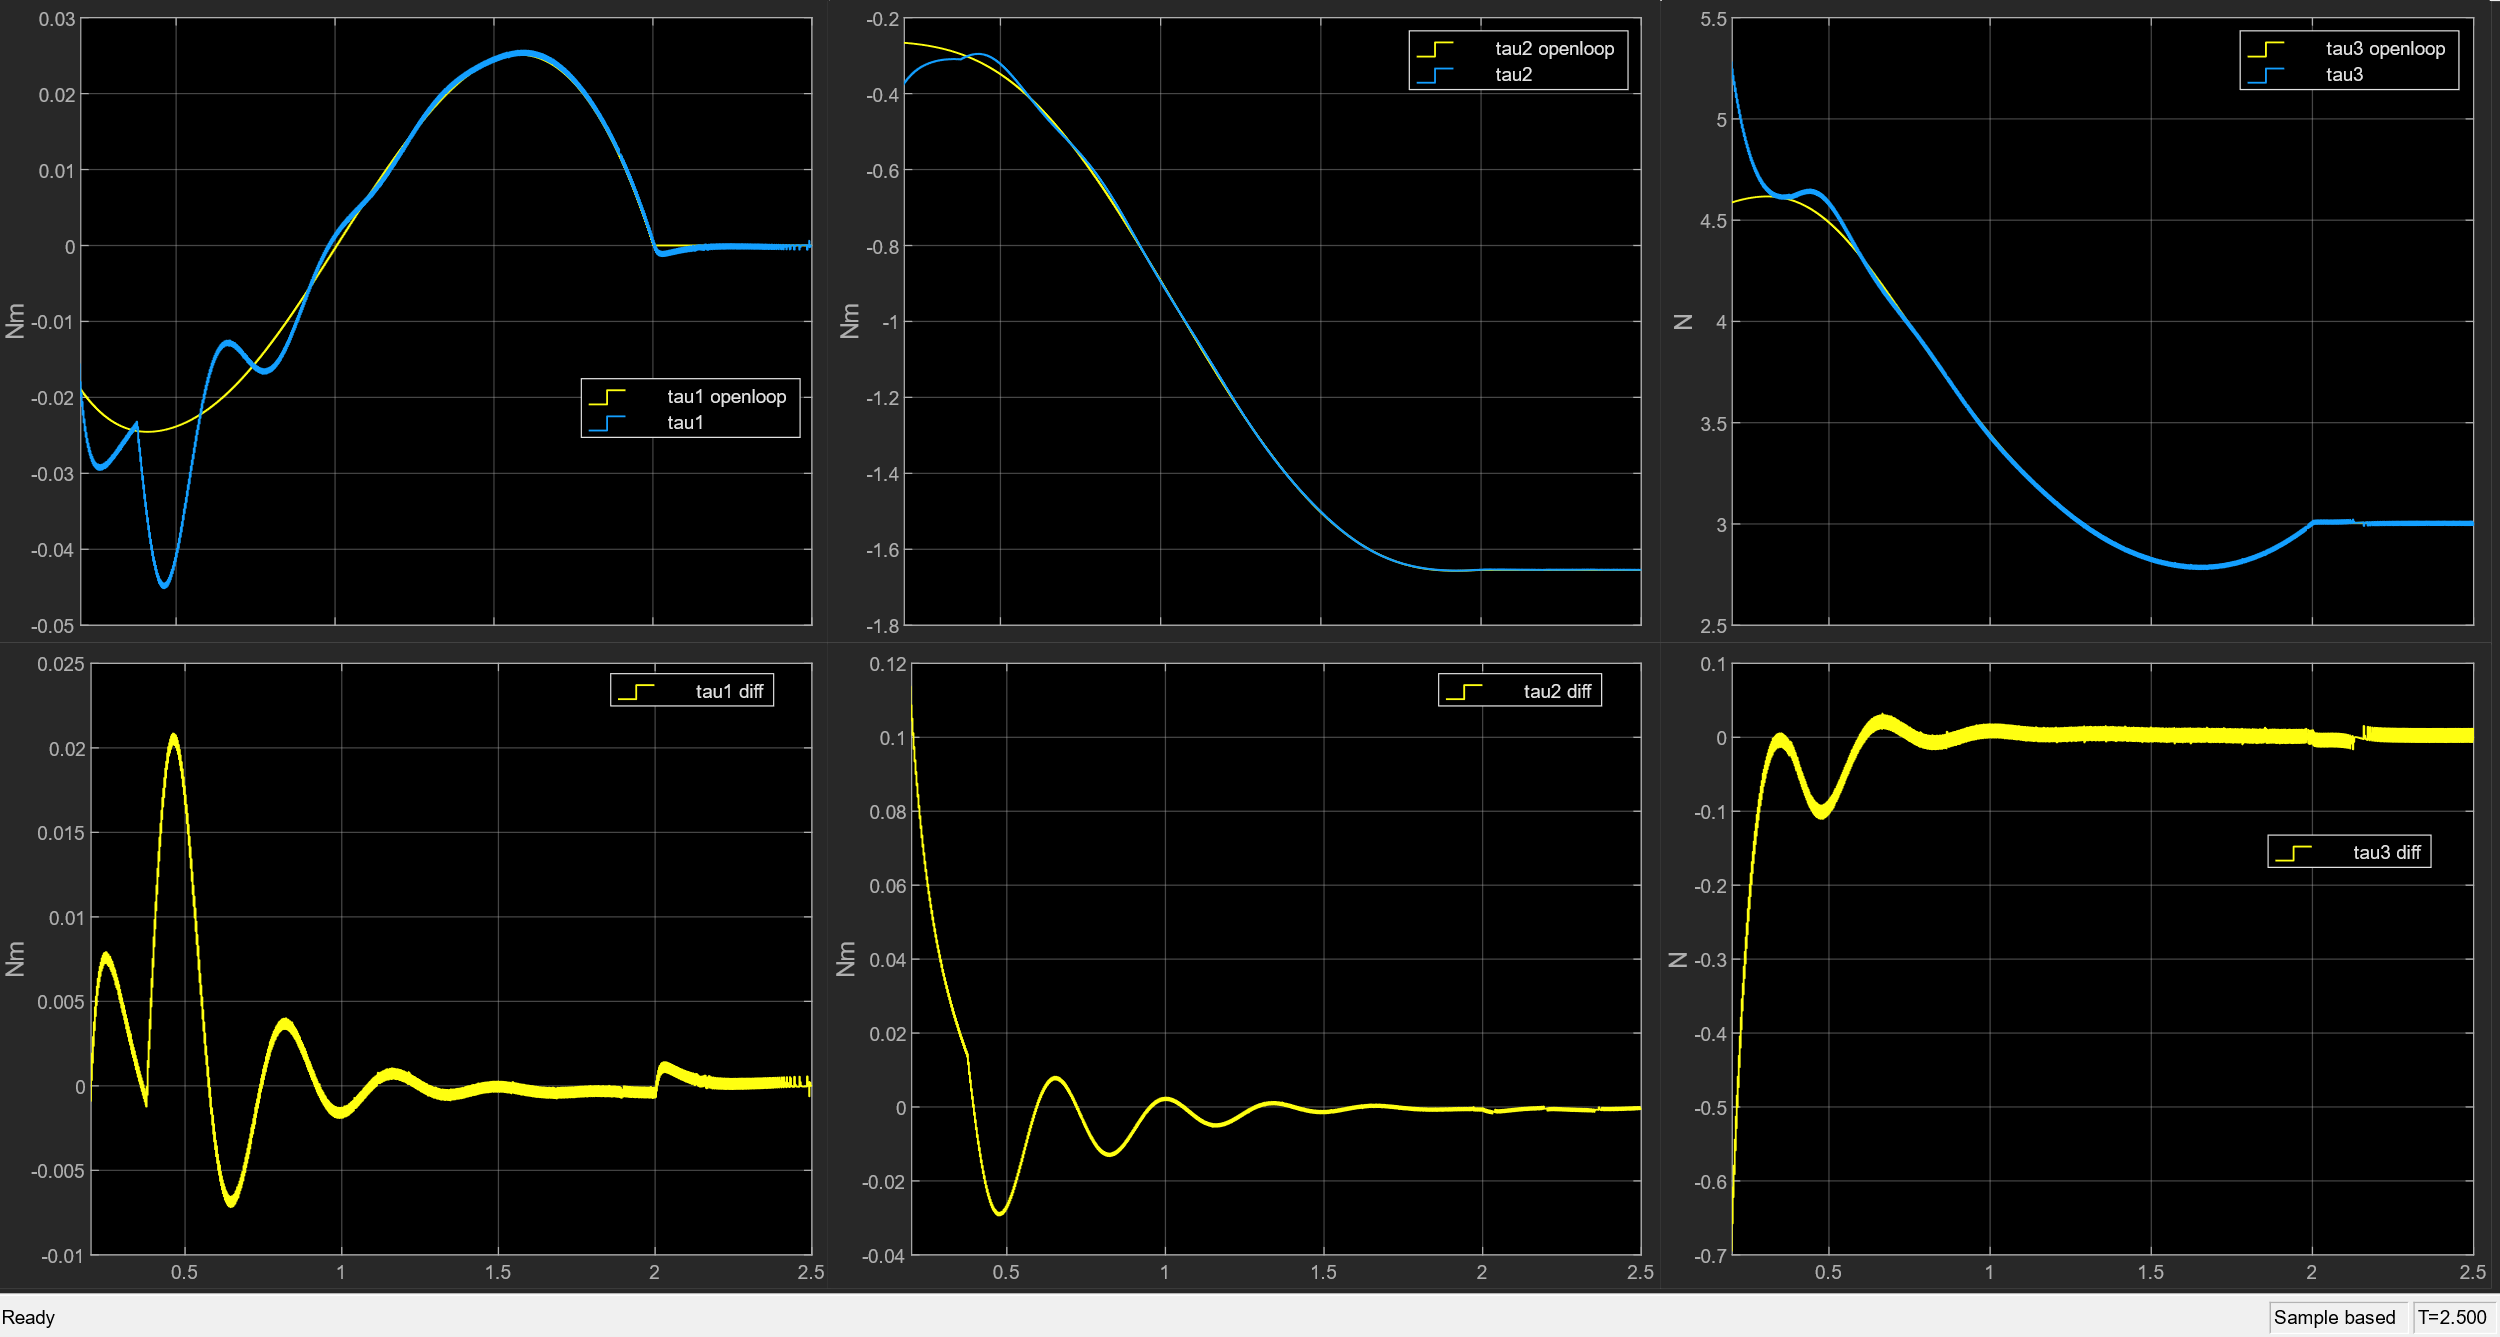 0.03
0.02
0.01
0
-0.01
-0.02
-0.03
-0.04
-0.05
Nm
tau1 openloop
tau1
-0.2
-0.4
-0.6
-0.8
-1
-1.2
-1.4
-1.6
-1.8
Nm
tau2 openloop
tau2
5.5
5
4.5
4
3.5
3
2.5
N
tau3 openloop
tau3
0.025
0.02
0.015
0.01
0.005
0
-0.005
-0.01
Nm
tau1 diff
0.5 1 1.5 2 2.5
0.12
0.1
0.08
0.06
0.04
0.02
0
-0.02
-0.04
Nm
tau2 diff
0.5 1 1.5 2 2.5
0.1
0
-0.1
-0.2
-0.3
-0.4
-0.5
-0.6
-0.7
N
tau3 diff
0.5 1 1.5 2 2.5
Ready
Sample based T=2.500